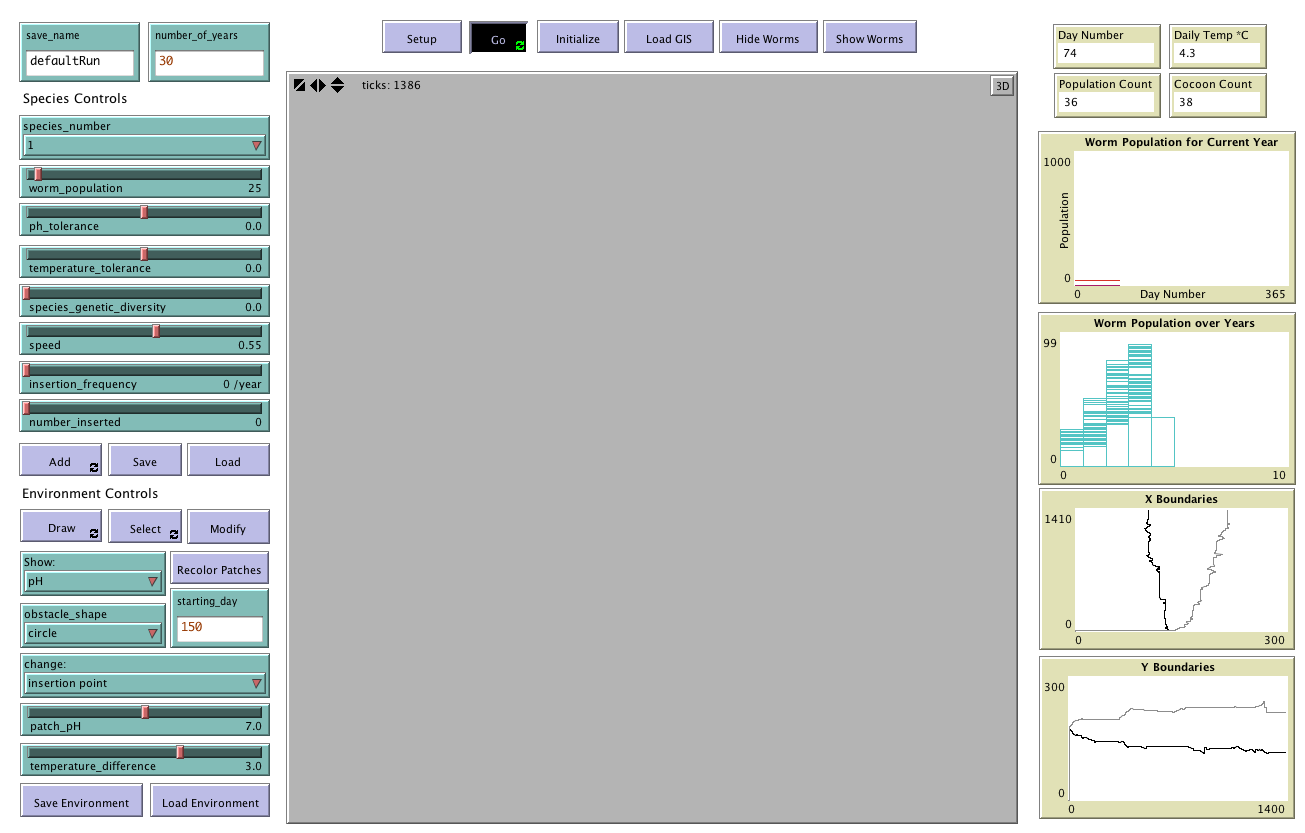 save_name
defaultRun
number_of_years
30
Setup
Go
Initialize
Load GIS
Hide Worms
Show Worms
Species Controls
species_number
1
worm_population 25
ph_tolerance 0.0
temperature_tolerance 0.0
species_genetic_diversity 0.0
speed 0.55
insertion_frequency 0 /year
number_inserted 0
Add
Save
Load
Environment Controls
Draw
Select
Modify
Show:
pH
Recolor Patches
obstacle_shape
circle
starting_day
150
change:
insertion point
patch_pH 7.0
temperature_difference 3.0
Save Environment
Load Environment
ticks: 1386
3D
Day Number
74
Daily Temp *C
4.3
Population Count
36
Cocoon Count
38
Worm Population for Current Year
1000
Population
0
0 Day Number 365
Worm Population over Years
99
0
0 10
X Boundaries
1410
0
0 300
Y Boundaries
300
0
0 1400